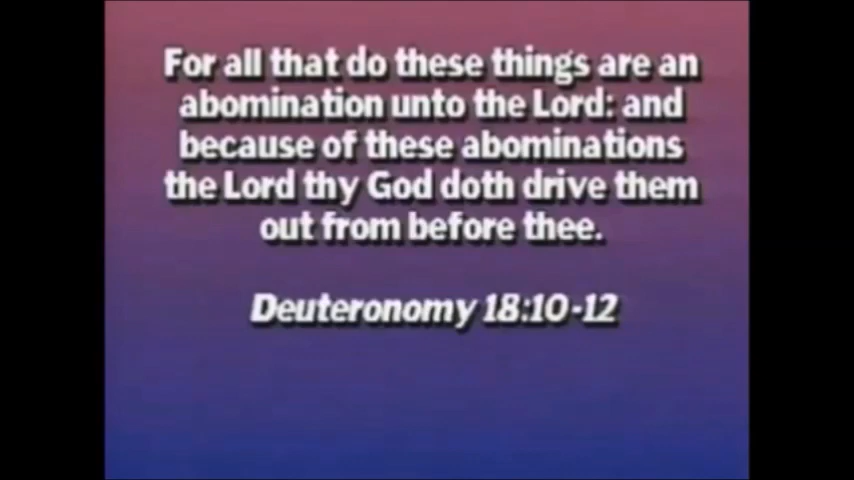 For all that do these things are an
abomination unto the Lord: and
because of these abominations
the Lord thy God doth drive them
out from before thee.
Deuteronomy 18:10-12